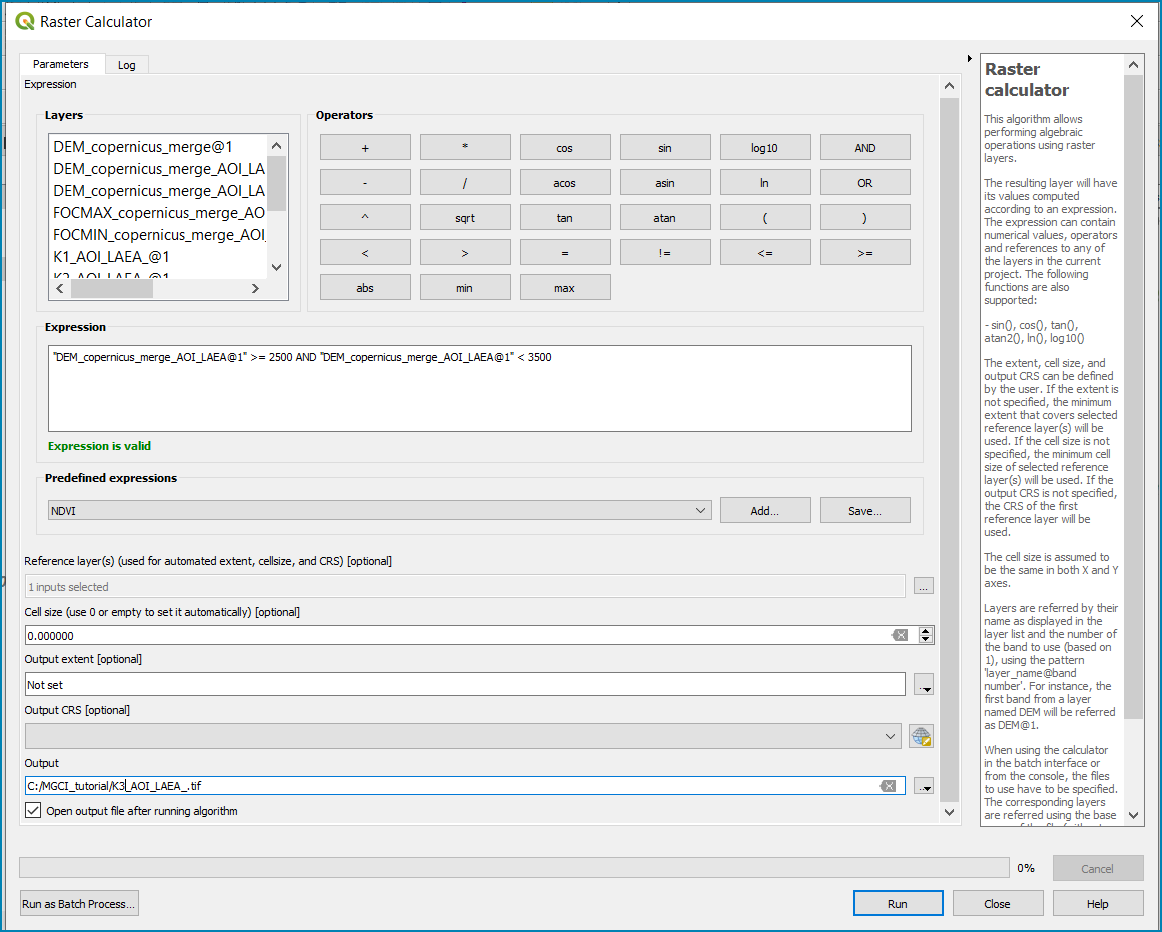 Raster Calculator
Parameters
Log
Expression
Layers
DEM_copernicus_merge@1
DEM_copernicus_merge_AOI_LA
DEM_copernicus_merge_AOI_LA
FOCMAX_copernicus_merge_AO
FOCMIN_copernicus_merge_AOI_
K1_AOI_LAEA_@1
K2_AOI_LAEA_@1
Operators
+ * cos sin log10 AND
- / acos asin ln OR
^ sqrt tan atan ( )
< > = != <= >=
abs min max
Expression
"DEM_copernicus_merge_AOI_LAEA@1" >= 2500 AND "DEM_copernicus_merge_AOI_LAEA@1" < 3500
Expression is valid
Predefined expressions
NDVI
Add...
Save...
Reference layer(s) (used for automated extent, cellsize, and CRS) [optional]
1 inputs selected
...
Cell size (use 0 or empty to set it automatically) [optional]
0.000000
Output extent [optional]
Not set
...
Output CRS [optional]
Output
C:/MGCI_tutorial/K3_AOI_LAEA_.tif
...
Open output file after running algorithm
0%
Cancel
Run as Batch Process...
Run
Close
Help
Raster
calculator
This algorithm allows
performing algebraic
operations using raster
layers.
The resulting layer will have
its values computed
according to an expression.
The expression can contain
numerical values, operators
and references to any of
the layers in the current
project. The following
functions are also
supported:
- sin(), cos(), tan(),
atan2(), ln(), log10()
The extent, cell size, and
output CRS can be defined
by the user. If the extent is
not specified, the minimum
extent that covers selected
reference layer(s) will be
used. If the cell size is not
specified, the minimum cell
size of selected reference
layer(s) will be used. If the
output CRS is not specified,
the CRS of the first
reference layer will be
used.
The cell size is assumed to
be the same in both X and Y
axes.
Layers are referred by their
name as displayed in the
layer list and the number of
the band to use (based on
1), using the pattern
'layer_name@band
number'. For instance, the
first band from a layer
named DEM will be referred
as DEM@1.
When using the calculator
in the batch interface or
from the console, the files
to use have to be specified.
The corresponding layers
are referred using the base